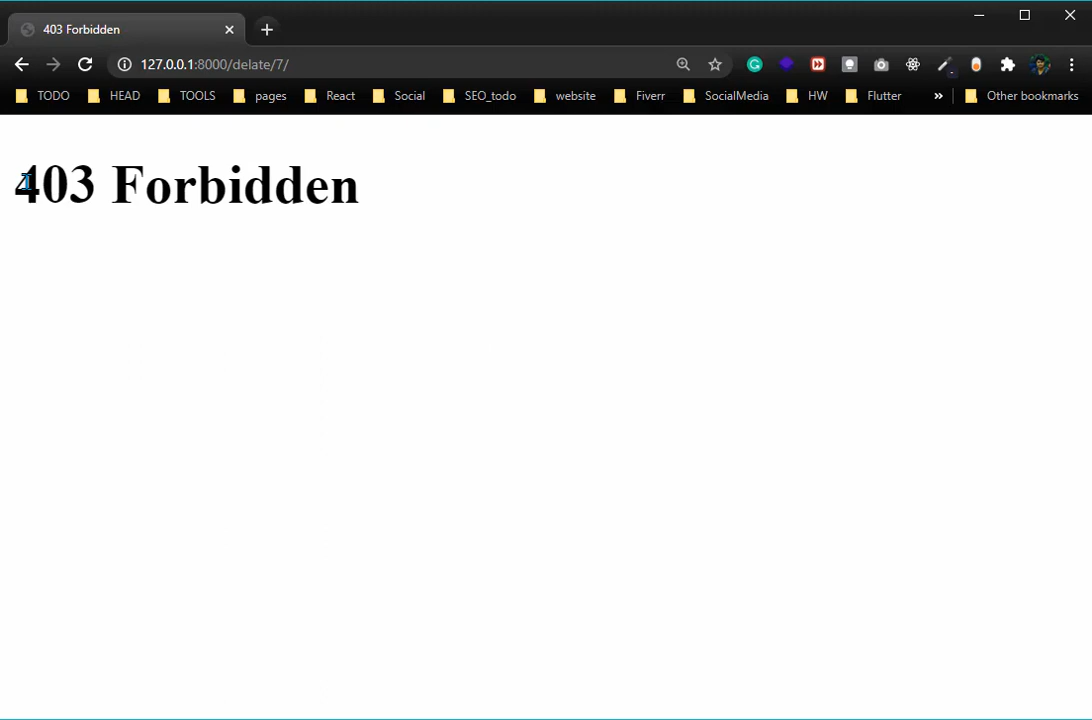 403 Forbidden
127.0.0.1:8000/delate/7/
TODO HEAD TOOLS pages React Social SEO_todo website Fiverr SocialMedia HW Flutter » Other bookmarks
403 Forbidden